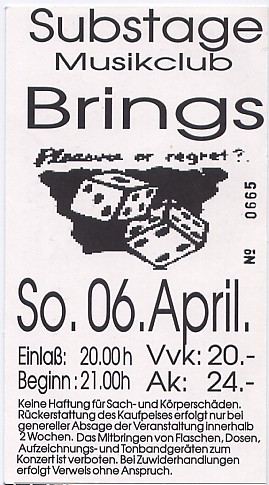 Substage
Musikclub
Brings
Pleasure or regret?
Nº 0665
So. 06. April.
Einlaß: 20.00h Vvk: 20.-
Beginn: 21.00h Ak: 24.-
Keine Haftung für Sach- und Körperschäden.
Rückerstattung des Kaufpeises erfolgt nur bei
genereller Absage der Veranstaltung innerhalb
2 Wochen. Das Mitbringen von Flaschen, Dosen,
Aufzeichnungs- und Tonbandgeräten zum
Konzert ist verboten. Bei Zuwiderhandlungen
erfolgt Verweis ohne Anspruch.